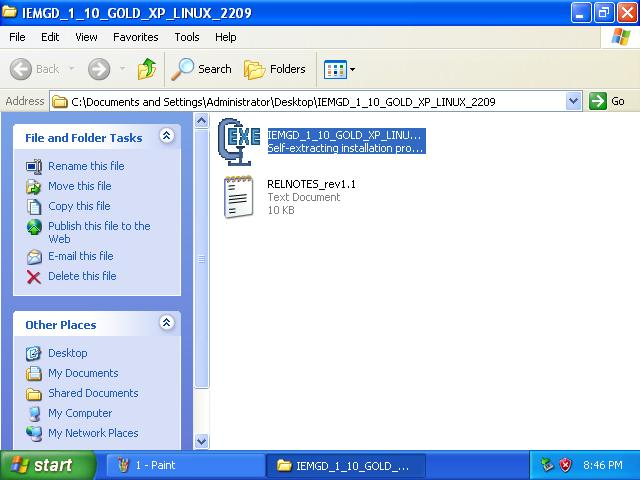 IEMGD_1_10_GOLD_XP_LINUX_2209
File Edit View Favorites Tools Help
Back Search Folders
Address C:\Documents and Settings\Administrator\Desktop\IEMGD_1_10_GOLD_XP_LINUX_2209 Go
File and Folder Tasks
Rename this file
Move this file
Copy this file
Publish this file to the
Web
E-mail this file
Delete this file
Other Places
Desktop
My Documents
Shared Documents
My Computer
My Network Places
EXE
IEMGD_1_10_GOLD_XP_LINU...
Self-extracting installation pro...
RELNOTES_rev1.1
Text Document
10 KB
start 1 - Paint IEMGD_1_10_GOLD_... 8:46 PM